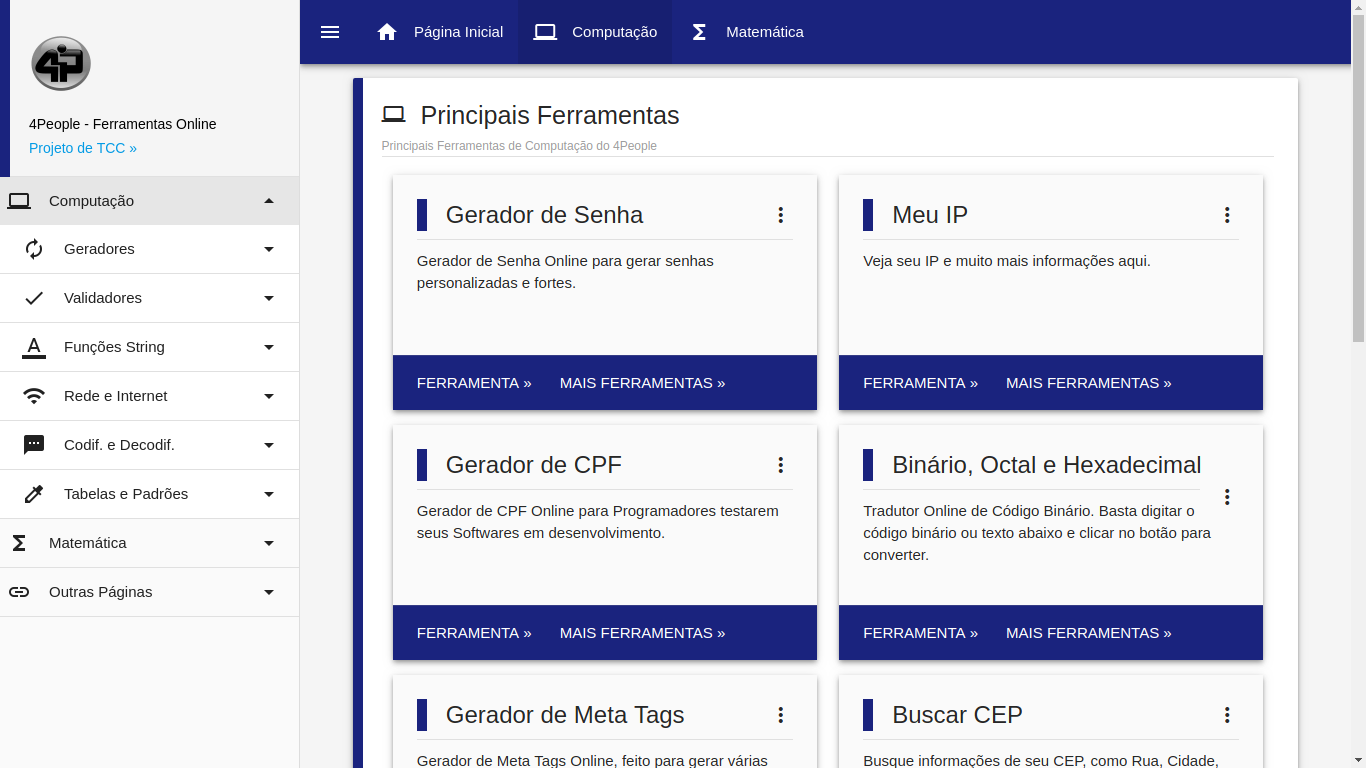 4P
4People - Ferramentas Online
Projeto de TCC »
Computação
Geradores
Validadores
Funções String
Rede e Internet
Codif. e Decodif.
Tabelas e Padrões
Matemática
Outras Páginas
Página Inicial
Computação
Matemática
Principais Ferramentas
Principais Ferramentas de Computação do 4People
Gerador de Senha
Gerador de Senha Online para gerar senhas
personalizadas e fortes.
FERRAMENTA »
MAIS FERRAMENTAS »
Meu IP
Veja seu IP e muito mais informações aqui.
FERRAMENTA »
MAIS FERRAMENTAS »
Gerador de CPF
Gerador de CPF Online para Programadores testarem
seus Softwares em desenvolvimento.
FERRAMENTA »
MAIS FERRAMENTAS »
Binário, Octal e Hexadecimal
Tradutor Online de Código Binário. Basta digitar o
código binário ou texto abaixo e clicar no botão para
converter.
FERRAMENTA »
MAIS FERRAMENTAS »
Gerador de Meta Tags
Gerador de Meta Tags Online, feito para gerar várias
Buscar CEP
Busque informações de seu CEP, como Rua, Cidade,